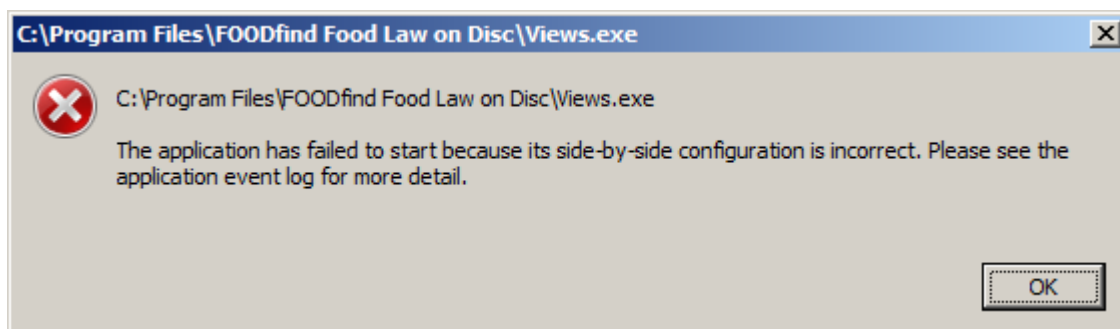 C:\Program Files\FOODfind Food Law on Disc\Views.exe
C:\Program Files\FOODfind Food Law on Disc\Views.exe
The application has failed to start because its side-by-side configuration is incorrect. Please see the
application event log for more detail.
OK